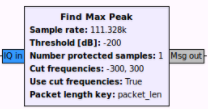 Find Max Peak
Sample rate: 111.328k
Threshold [dB]: -200
Number protected samples: 1
Cut frequencies: -300, 300
Use cut frequencies: True
Packet length key: packet_len
IQ in
Msg out